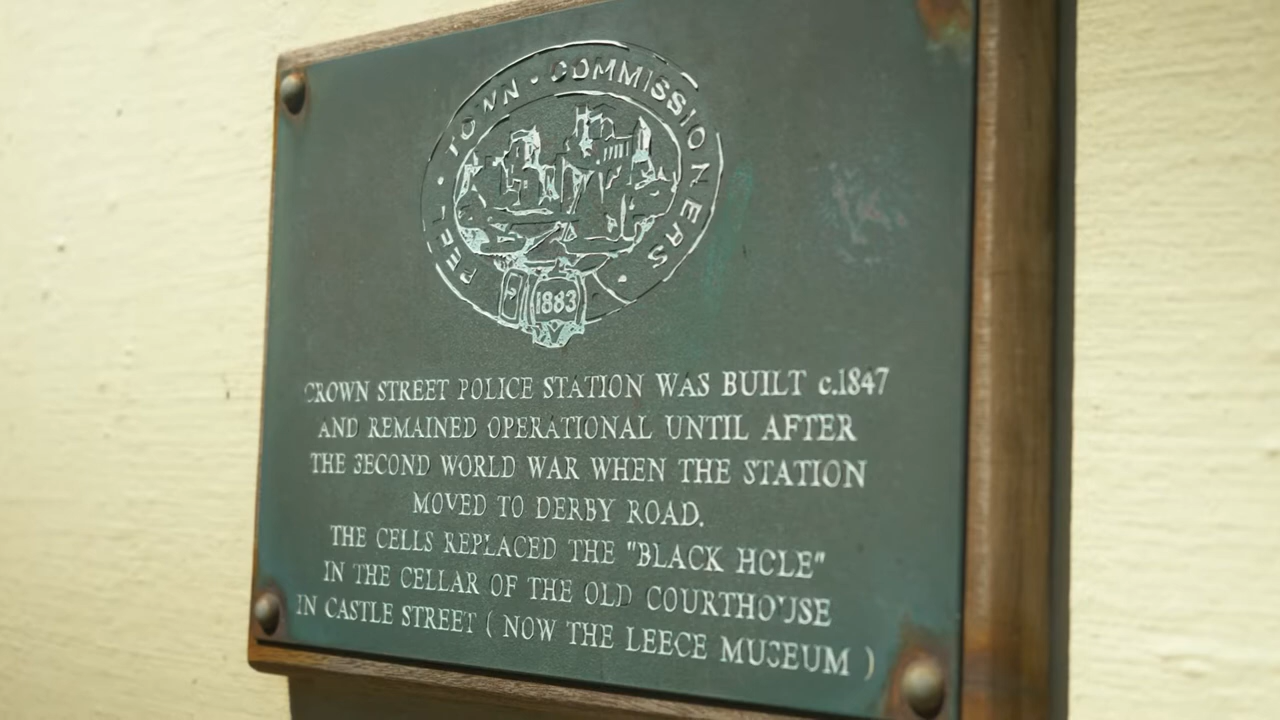 PEEL · TOWN · COMMISSIONERS ·
1883
CROWN STREET POLICE STATION WAS BUILT c.1847
AND REMAINED OPERATIONAL UNTIL AFTER
THE SECOND WORLD WAR WHEN THE STATION
MOVED TO DERBY ROAD.
THE CELLS REPLACED THE "BLACK HOLE"
IN THE CELLAR OF THE OLD COURTHOUSE
IN CASTLE STREET ( NOW THE LEECE MUSEUM )